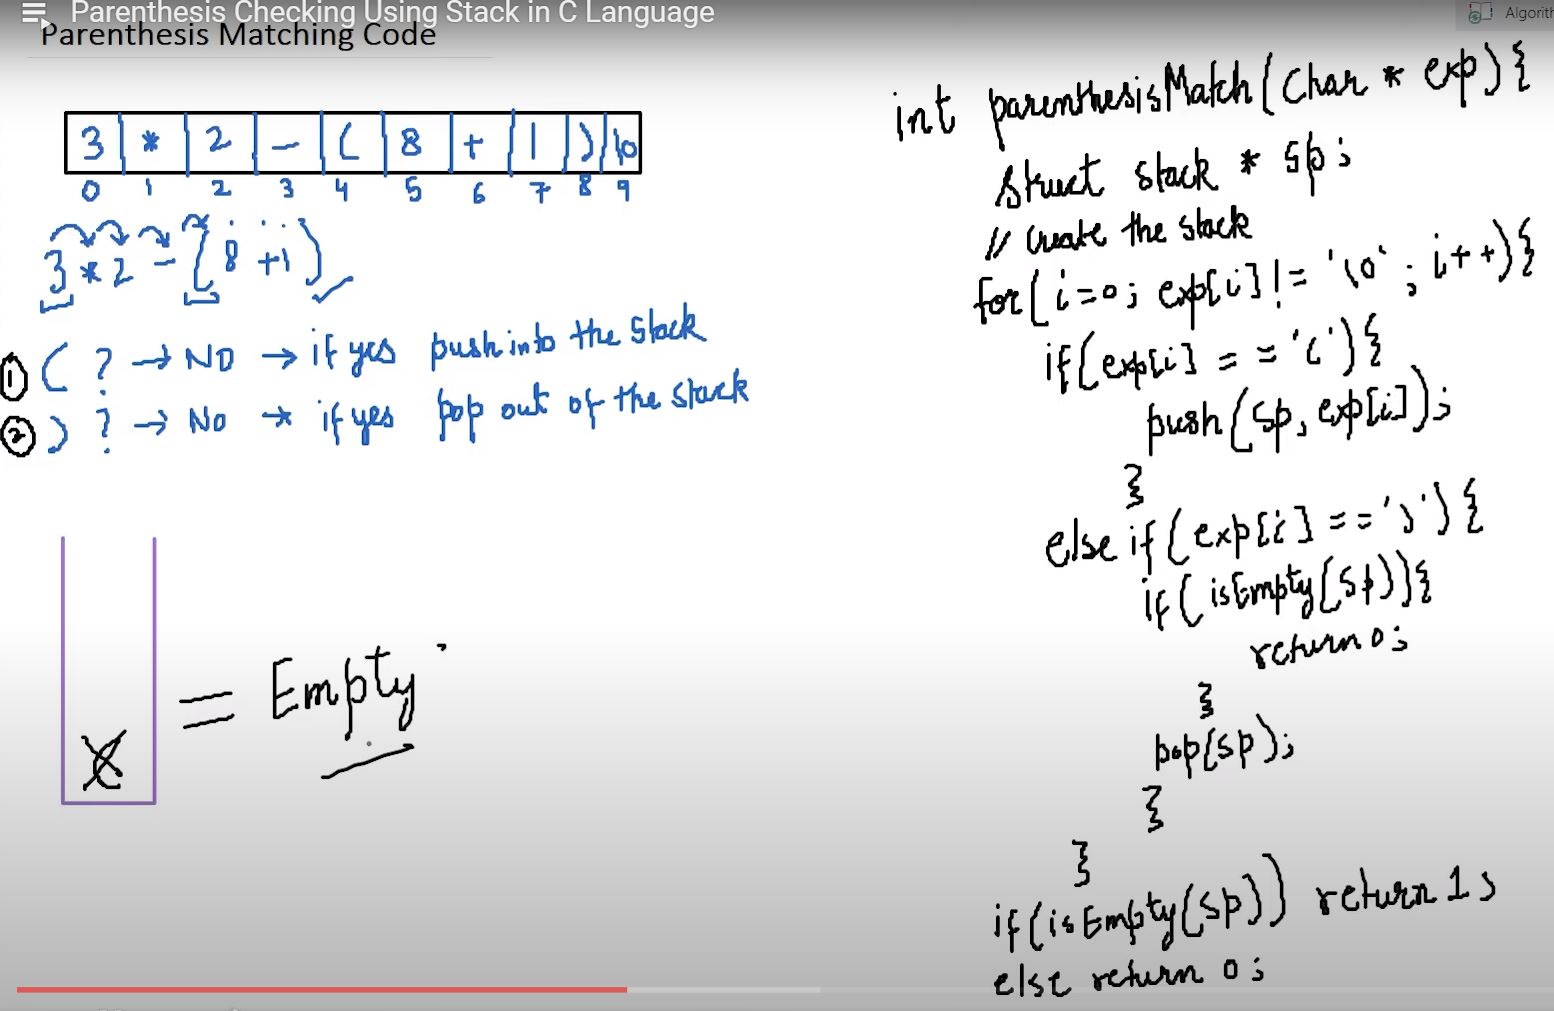 Parenthesis Checking Using Stack in C Language
Algorith
Parenthesis Matching Code
3 * 2 - ( 8 + 1 ) \0
0 1 2 3 4 5 6 7 8 9
3 * 2 - ( 8 + 1 )
① ( ? → NO → if yes push into the stack
② ) ? → No → if yes pop out of the stack
(
= Empty
int parenthesisMatch(char * exp){
struct stack * sp;
// Create the stack
for(i=0; exp[i]!='\0'; i++){
if(exp[i] == '('){
push(sp, exp[i]);
}
else if(exp[i] == ')'){
if(isEmpty(sp)){
return 0;
}
pop(sp);
}
}
if(isEmpty(sp)) return 1;
else return 0;